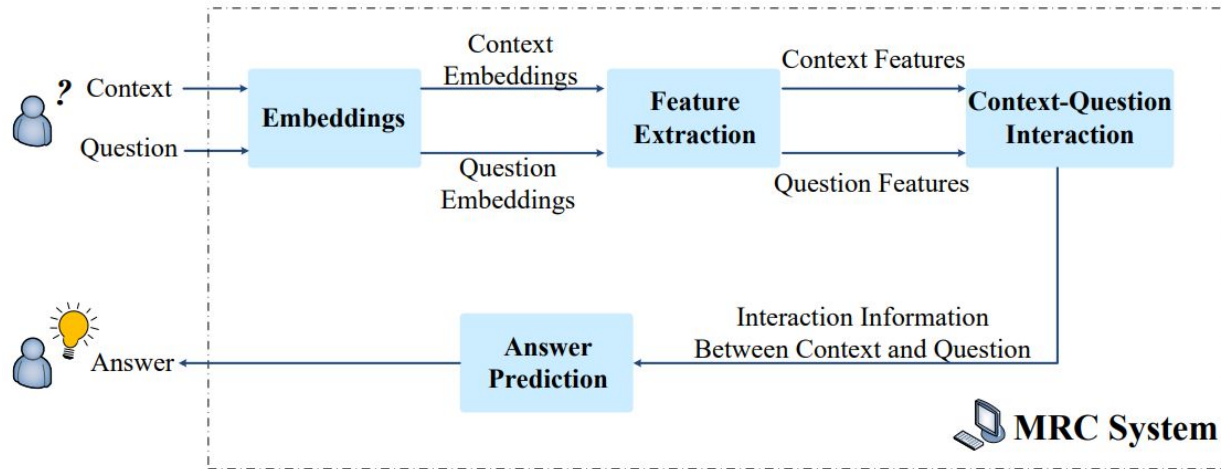 ?
Context
Question
Embeddings
Context
Embeddings
Question
Embeddings
Feature
Extraction
Context Features
Question Features
Context-Question
Interaction
Interaction Information
Between Context and Question
Answer
Prediction
Answer
MRC System